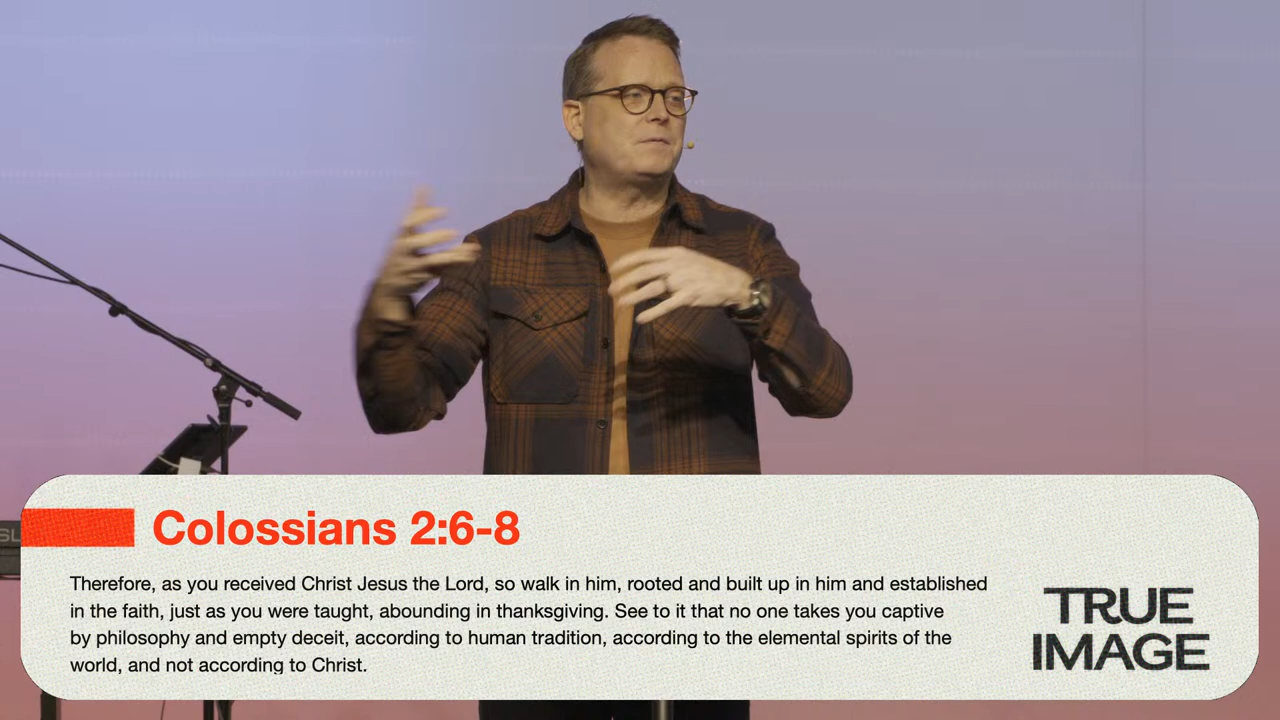 Colossians 2:6-8
Therefore, as you received Christ Jesus the Lord, so walk in him, rooted and built up in him and established
in the faith, just as you were taught, abounding in thanksgiving. See to it that no one takes you captive
by philosophy and empty deceit, according to human tradition, according to the elemental spirits of the
world, and not according to Christ.
TRUE
IMAGE